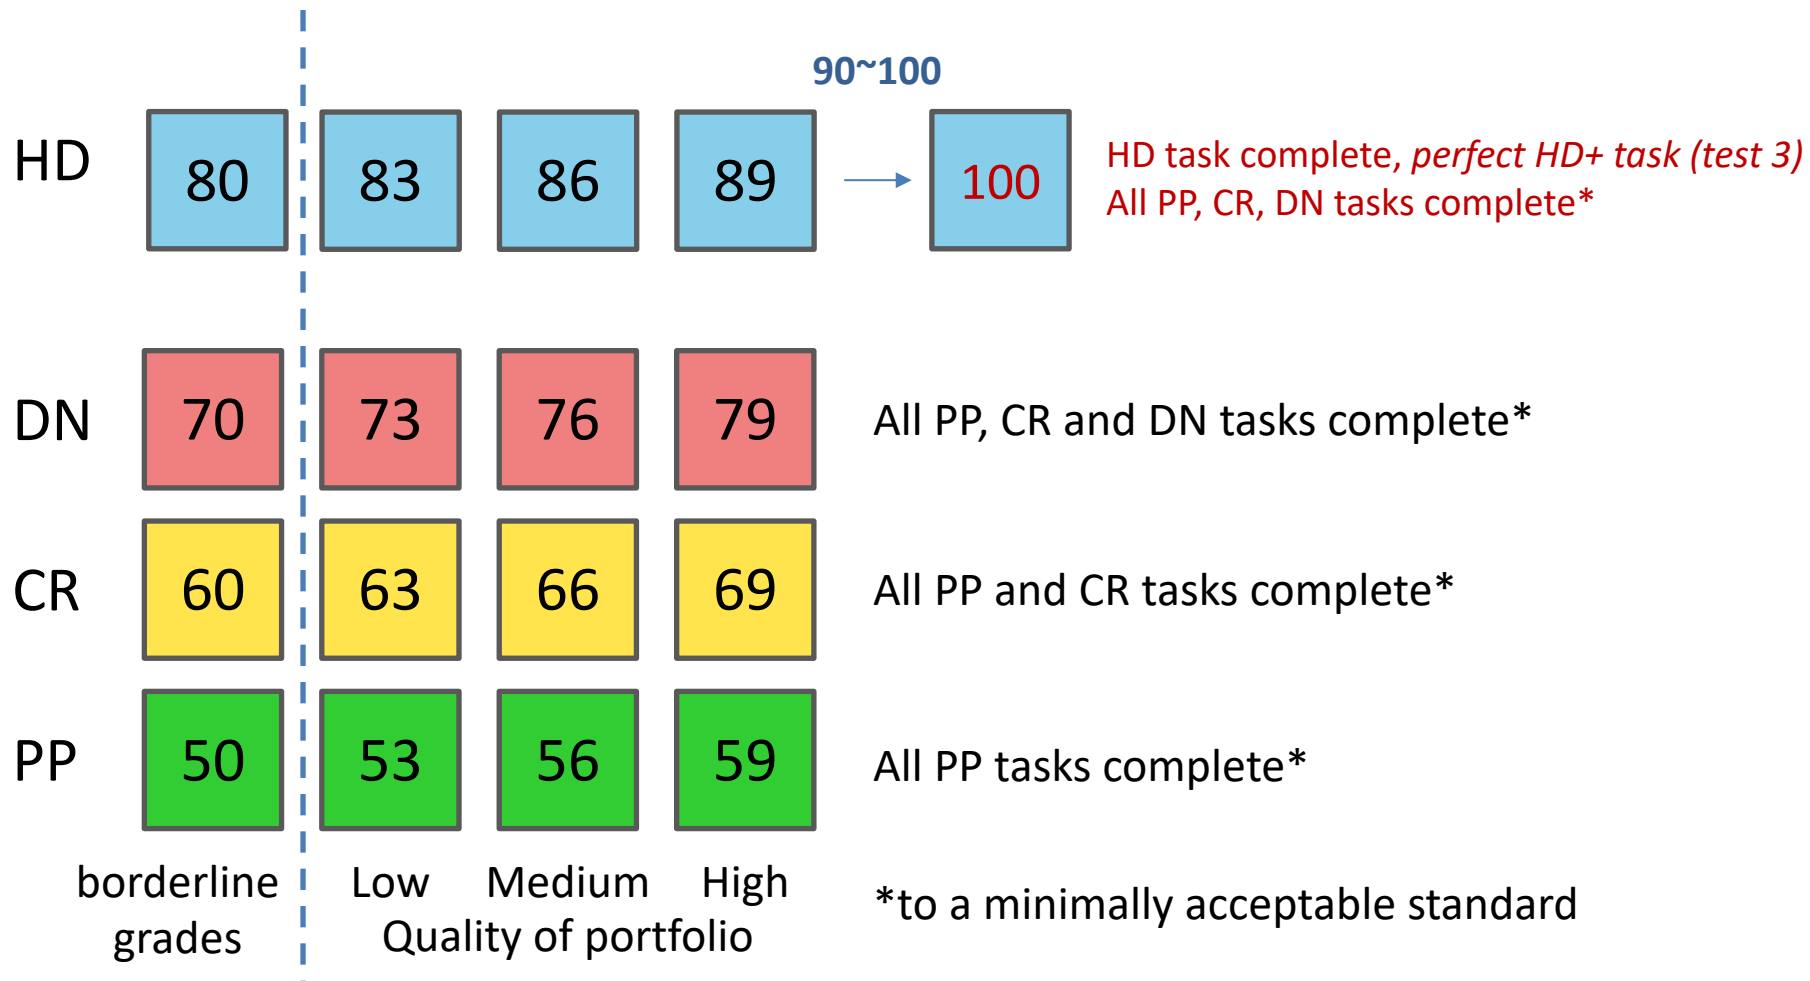 90~100
HD 80 83 86 89 100
HD task complete, perfect HD+ task (test 3)
All PP, CR, DN tasks complete*
DN 70 73 76 79 All PP, CR and DN tasks complete*
CR 60 63 66 69 All PP and CR tasks complete*
PP 50 53 56 59 All PP tasks complete*
borderline
grades
Low Medium High
Quality of portfolio
*to a minimally acceptable standard